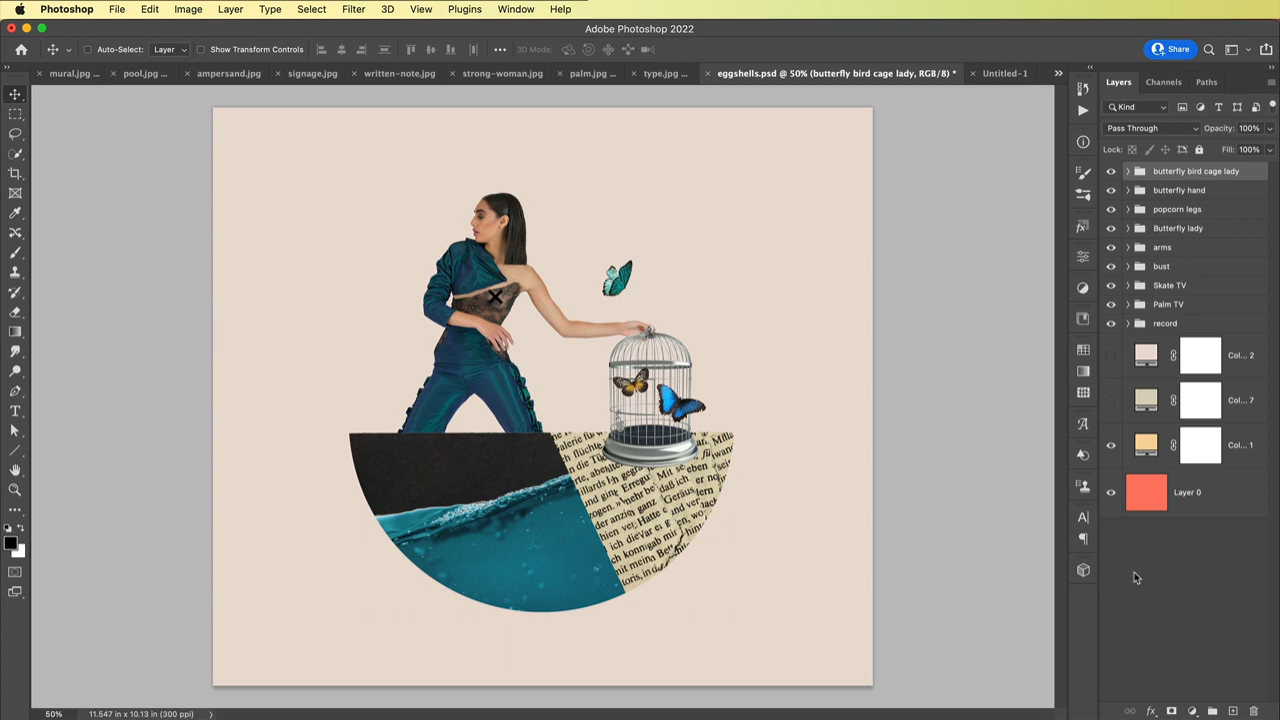 Photoshop File Edit Image Layer Type Select Filter 3D View Plugins Window Help
Adobe Photoshop 2022
Auto-Select: Layer Show Transform Controls ••• 3D Mode: Share
× mural.jpg ... × pool.jpg ... × ampersand.jpg × signage.jpg × written-note.jpg × strong-woman.jpg × palm.jpg ... × type.jpg ... × eggshells.psd @ 50% (butterfly bird cage lady, RGB/8) * × Untitled-1 »
Layers Channels Paths
Kind
Pass Through Opacity: 100%
Lock: Fill: 100%
butterfly bird cage lady
butterfly hand
popcorn legs
Butterfly lady
arms
bust
Skate TV
Palm TV
record
Col... 2
Col... 7
Col... 1
Layer 0
50% 11.547 in x 10.13 in (300 ppi)